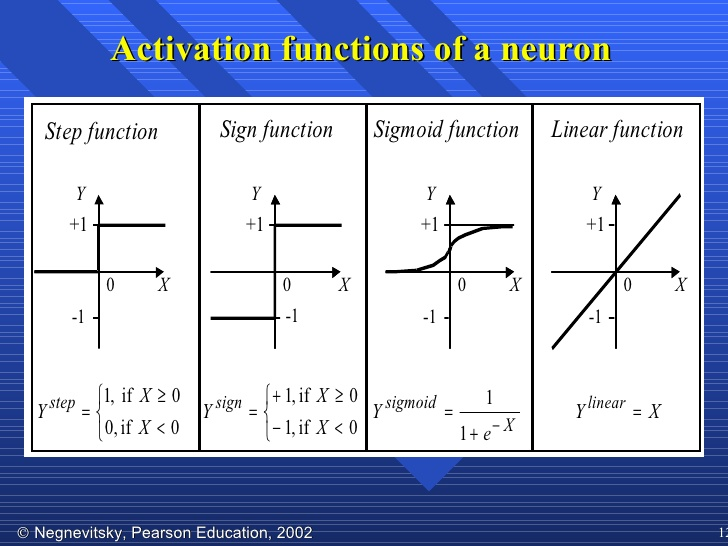 Activation functions of a neuron
Step function
Y
+1
0
X
-1
Y step = {1, if X ≥ 0
0, if X < 0
Sign function
Y
+1
0
X
-1
Y sign = {+1, if X ≥ 0
−1, if X < 0
Sigmoid function
Y
+1
0
X
-1
Y sigmoid = 1
1 + e − X
Linear function
Y
+1
0
X
-1
Y linear = X
© Negnevitsky, Pearson Education, 2002